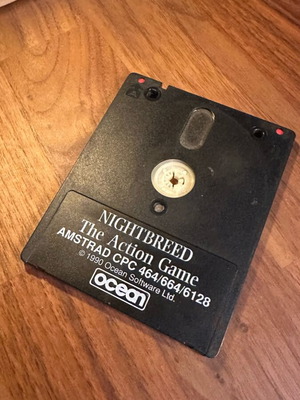 NIGHTBREED
The Action Game
AMSTRAD CPC 464/664/6128
© 1990 Ocean Software Ltd.
ocean